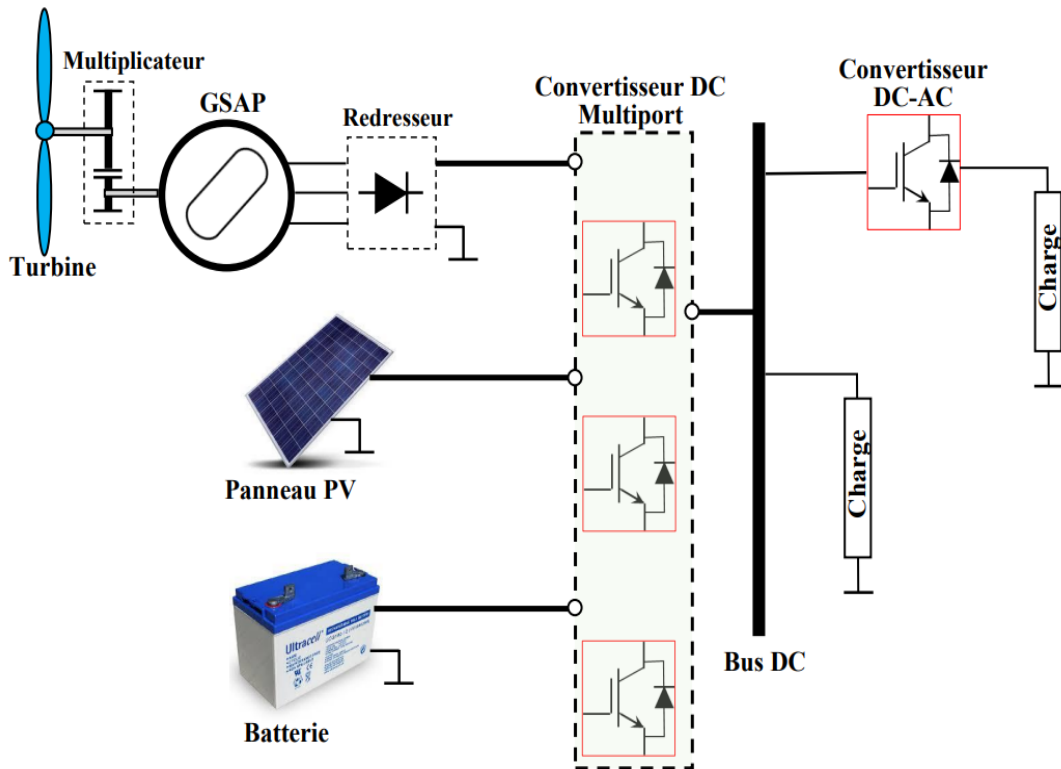 Multiplicateur
GSAP
Redresseur
Convertisseur DC
Multiport
Convertisseur
DC-AC
Turbine
Charge
Panneau PV
Charge
Ultracell
Bus DC
Batterie